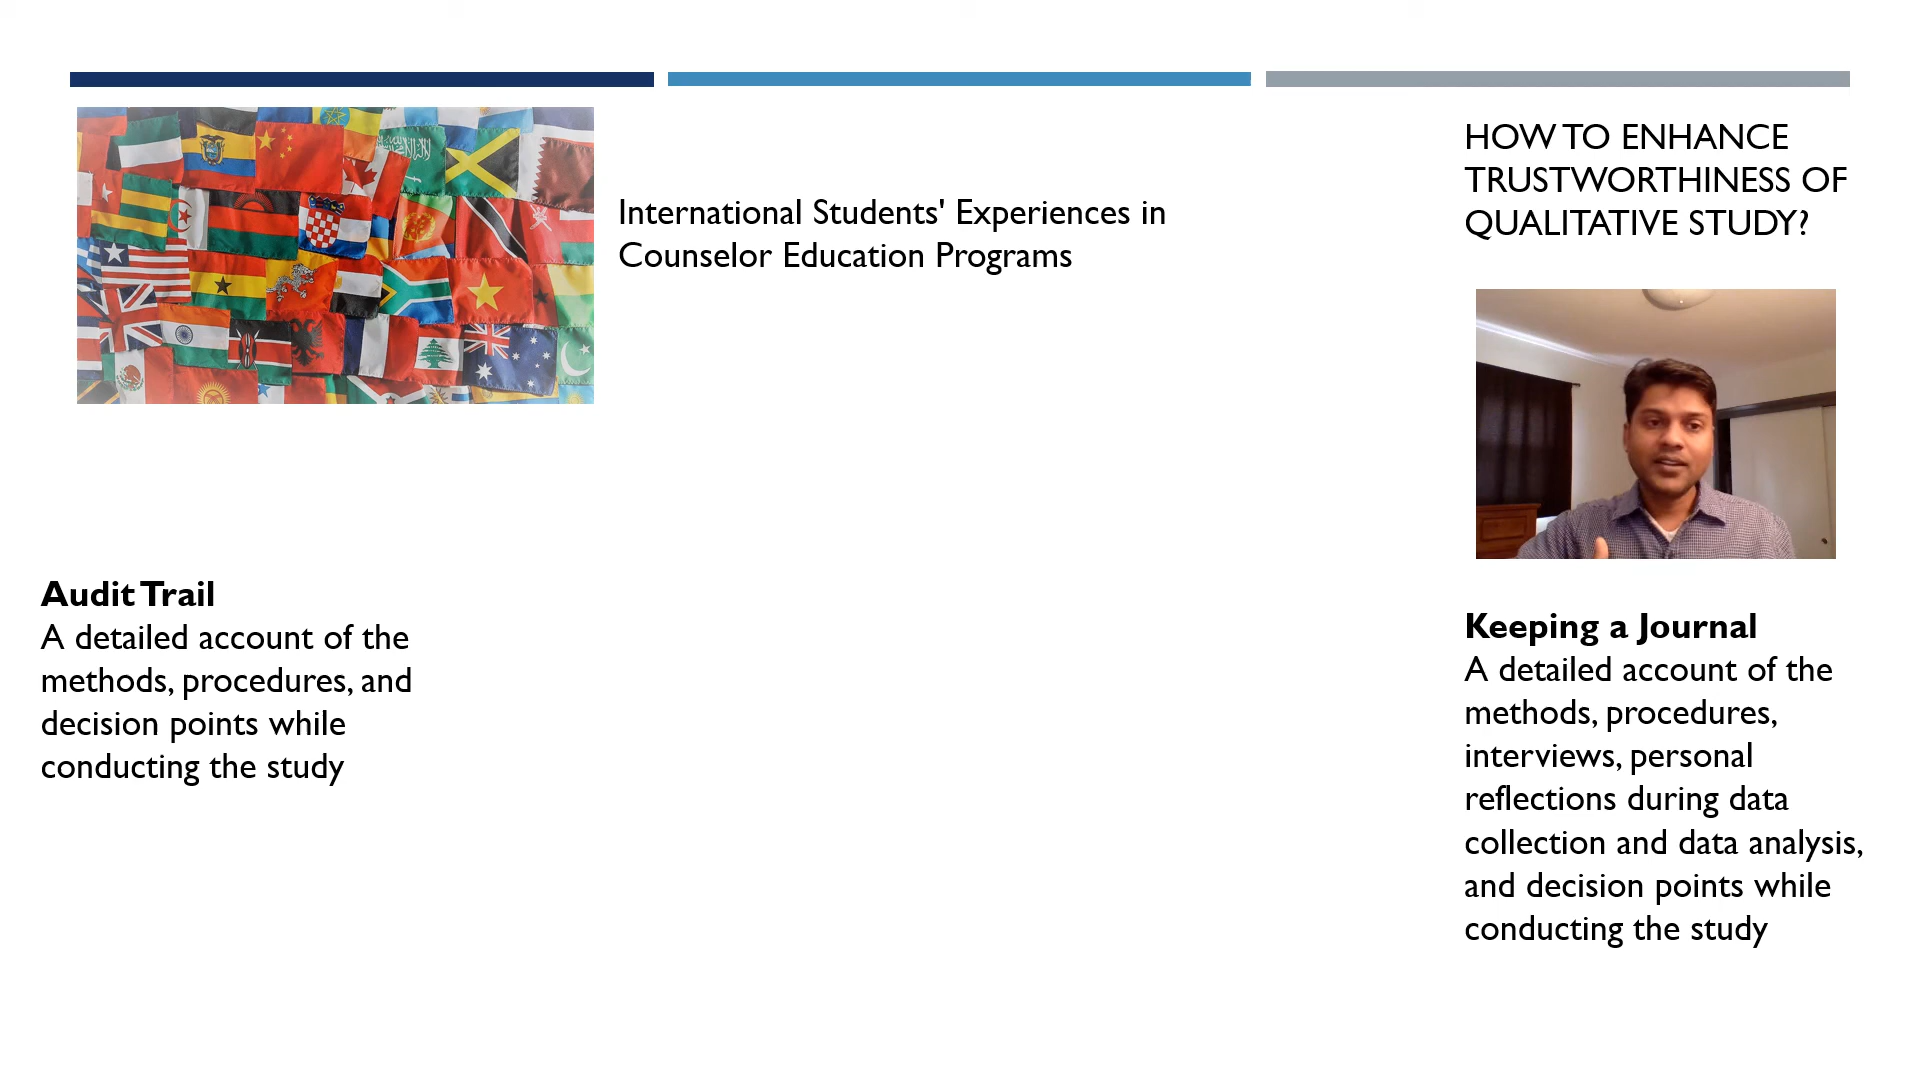 International Students' Experiences in
Counselor Education Programs
HOW TO ENHANCE
TRUSTWORTHINESS OF
QUALITATIVE STUDY?
Audit Trail
A detailed account of the
methods, procedures, and
decision points while
conducting the study
Keeping a Journal
A detailed account of the
methods, procedures,
interviews, personal
reflections during data
collection and data analysis,
and decision points while
conducting the study